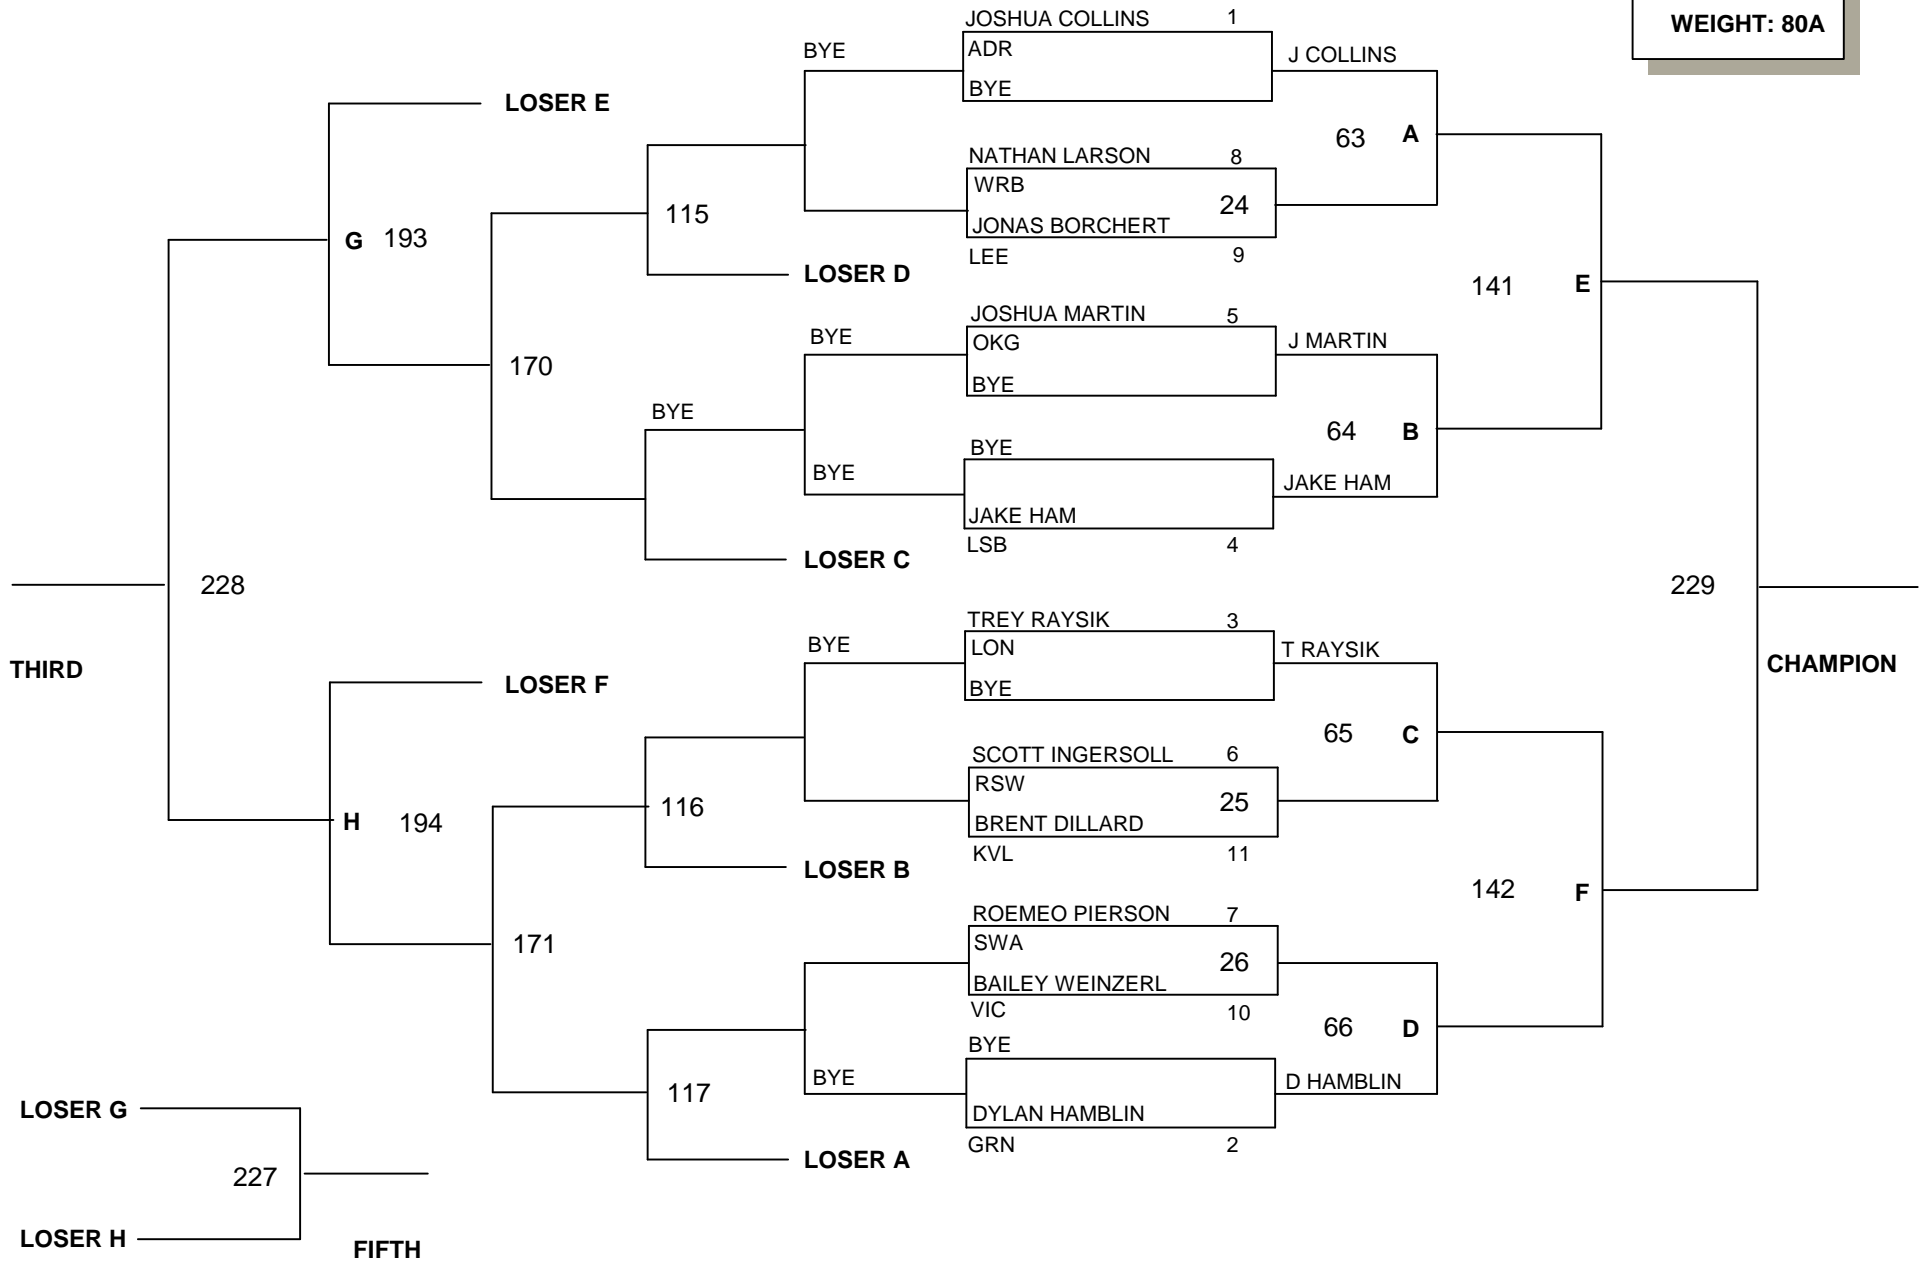 JOSHUA COLLINS 1
WEIGHT: 80A
BYE
ADR
J COLLINS
BYE
LOSER E
63 A
NATHAN LARSON 8
WRB
24
115
JONAS BORCHERT
G 193
LEE 9
LOSER D
141 E
JOSHUA MARTIN 5
BYE
OKG
J MARTIN
170
BYE
BYE
64 B
BYE
BYE
JAKE HAM
JAKE HAM
LSB 4
LOSER C
228
229
TREY RAYSIK 3
BYE
LON
T RAYSIK
THIRD
CHAMPION
LOSER F
BYE
65 C
SCOTT INGERSOLL 6
RSW
25
116
H 194
BRENT DILLARD
KVL 11
LOSER B
142 F
ROEMEO PIERSON 7
171
SWA
26
BAILEY WEINZERL
VIC 10
66 D
BYE
BYE
D HAMBLIN
117
LOSER G
DYLAN HAMBLIN
GRN 2
LOSER A
227
LOSER H
FIFTH